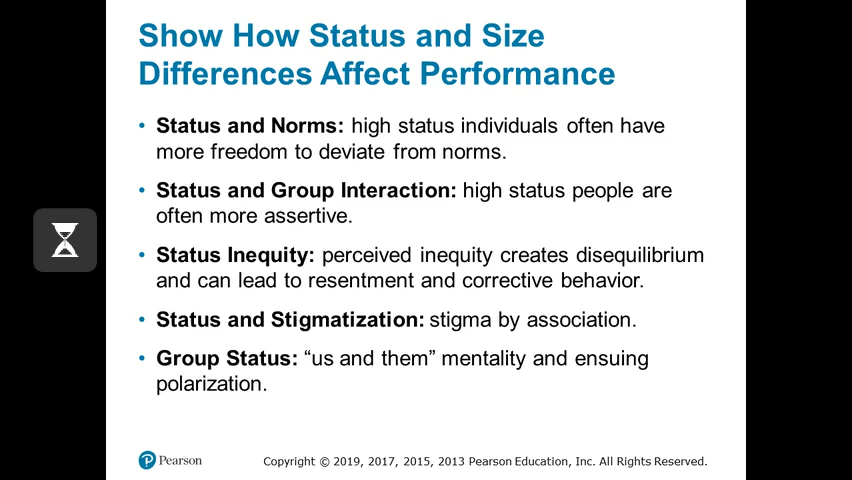 Show How Status and Size
Differences Affect Performance
• Status and Norms: high status individuals often have
more freedom to deviate from norms.
• Status and Group Interaction: high status people are
often more assertive.
• Status Inequity: perceived inequity creates disequilibrium
and can lead to resentment and corrective behavior.
• Status and Stigmatization: stigma by association.
• Group Status: “us and them” mentality and ensuing
polarization.
P Pearson
Copyright © 2019, 2017, 2015, 2013 Pearson Education, Inc. All Rights Reserved.